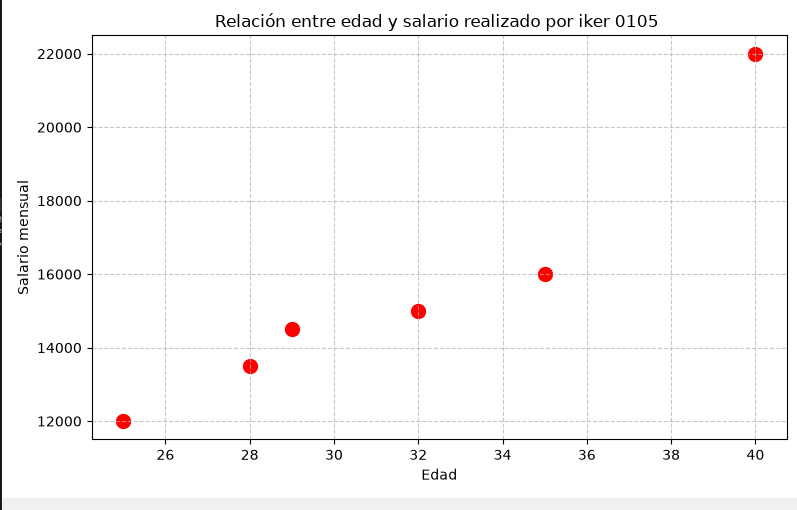 Relación entre edad y salario realizado por iker 0105
22000
20000
18000
16000
14000
12000
Salario mensual
26 28 30 32 34 36 38 40
Edad